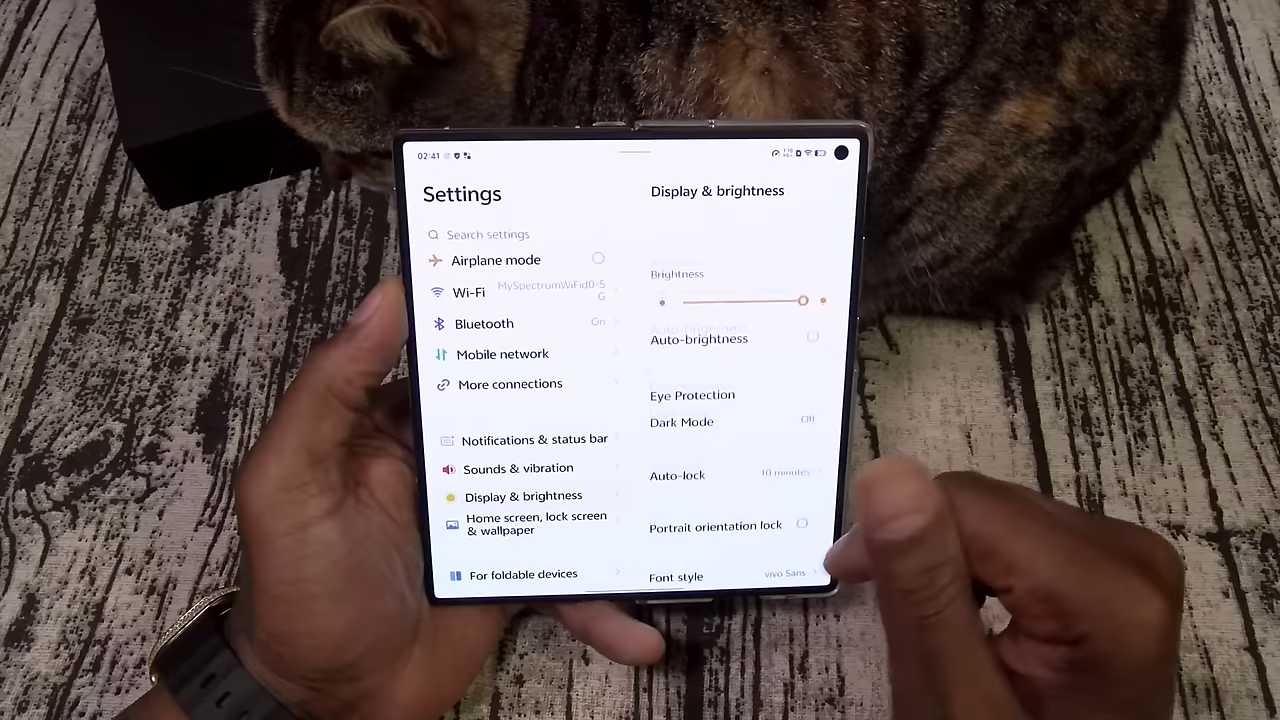 02:41
Settings
Search settings
Airplane mode
Wi-Fi
MySpectrumWiFid0-5
G
Bluetooth
On
Mobile network
More connections
Notifications & status bar
Sounds & vibration
Display & brightness
Home screen, lock screen
& wallpaper
For foldable devices
Display & brightness
Brightness
Auto-brightness
Eye Protection
Dark Mode
Off
Auto-lock
10 minutes
Portrait orientation lock
Font style
vivo Sans